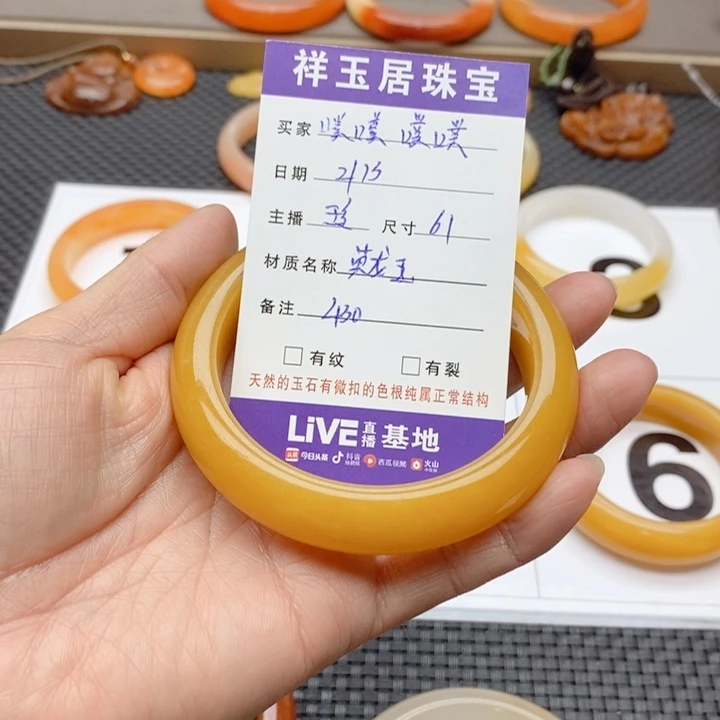 祥玉居珠宝
买家 噗噗噗噗
日期 2/15
主播 尺寸 61
材质名称 黄龙玉
备注 430
有纹 有裂
天然的玉石有微扣的色根纯属正常结构
LiVE直播基地
头条 今日头条 抖音 西瓜视频 火山
6